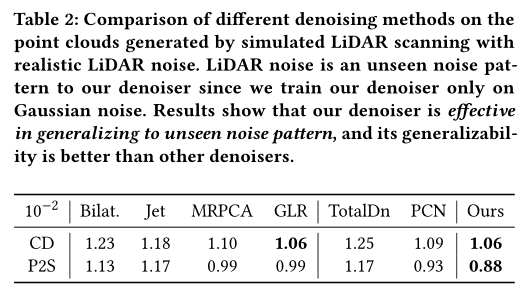 Table 2: Comparison of different denoising methods on the
point clouds generated by simulated LiDAR scanning with
realistic LiDAR noise. LiDAR noise is an unseen noise pat-
tern to our denoiser since we train our denoiser only on
Gaussian noise. Results show that our denoiser is effective
in generalizing to unseen noise pattern, and its generalizabil-
ity is better than other denoisers.
10⁻² Bilat. Jet MRPCA GLR TotalDn PCN Ours
CD 1.23 1.18 1.10 1.06 1.25 1.09 1.06
P2S 1.13 1.17 0.99 0.99 1.17 0.93 0.88